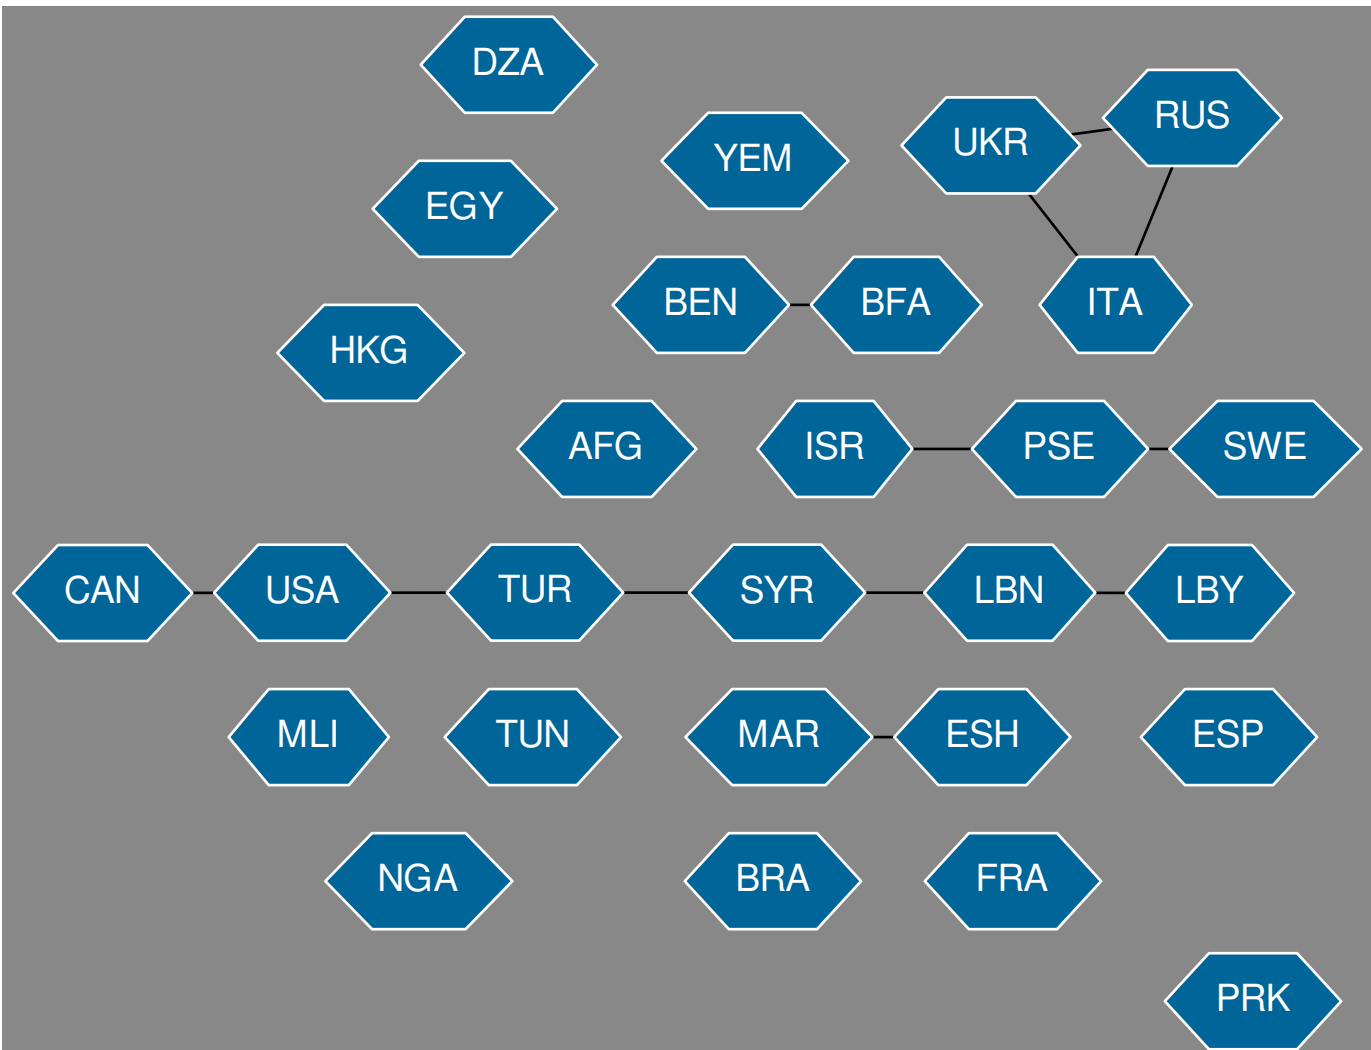 DZA
RUS
UKR
YEM
EGY
BEN
BFA
ITA
HKG
AFG
ISR
PSE
SWE
CAN
USA
TUR
SYR
LBN
LBY
MLI
TUN
MAR
ESH
ESP
NGA
BRA
FRA
PRK